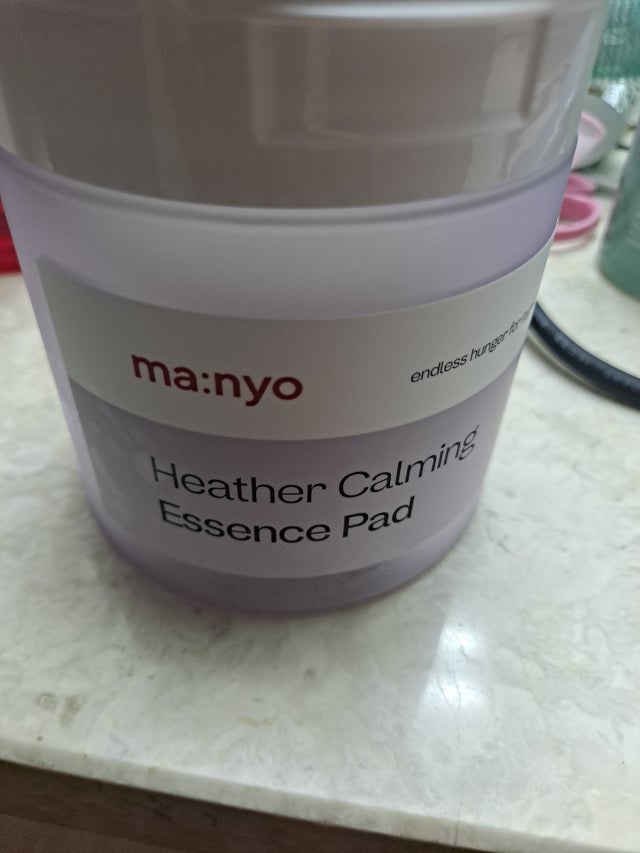 ma:nyo
endless hunger for
Heather Calming
Essence Pad